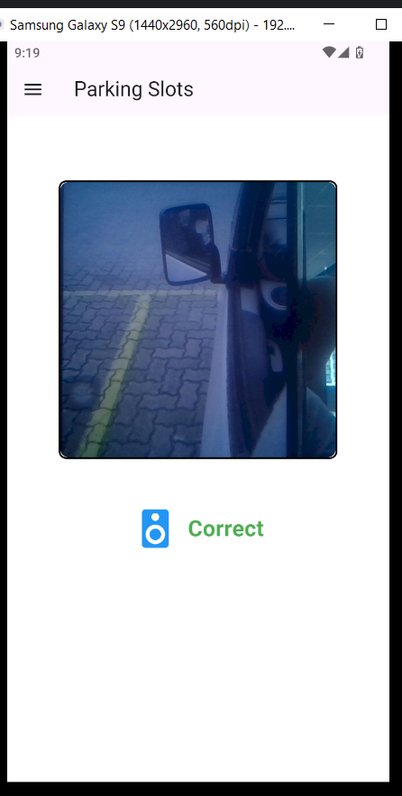 Samsung Galaxy S9 (1440x2960, 560dpi) - 192....
9:19
Parking Slots
Correct